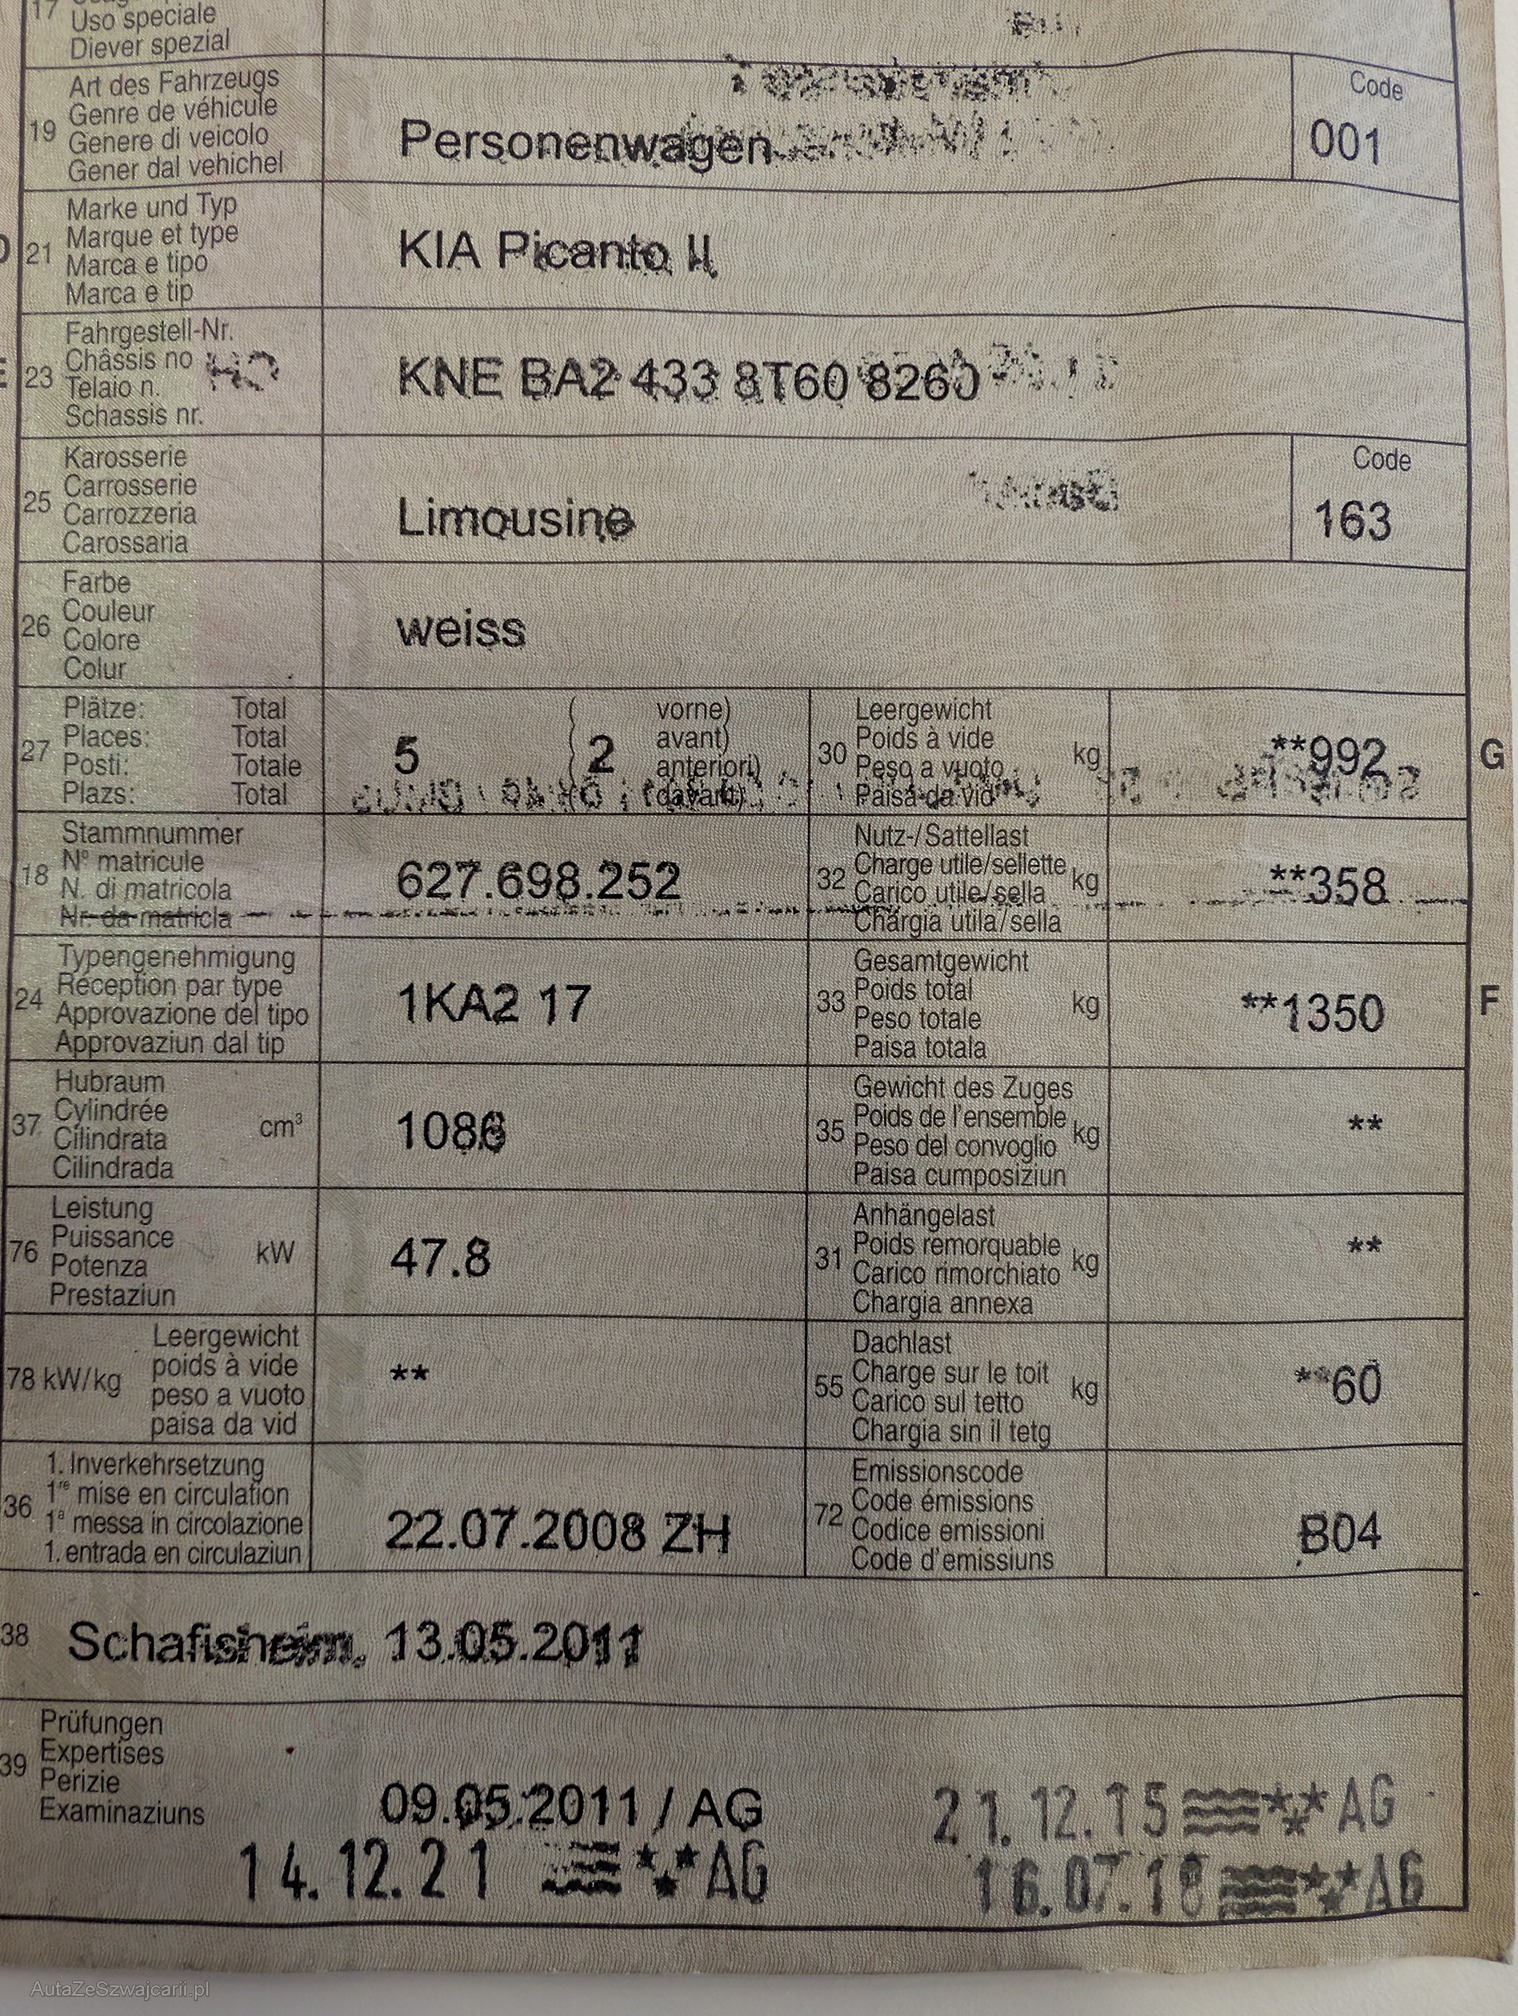 17
Uso speciale
Diever spezial
19
Art des Fahrzeugs
Genre de véhicule
Genere di veicolo
Gener dal vehichel
Personenwagen
Code
001
21
Marke und Typ
Marque et type
Marca e tipo
Marca e tip
KIA Picanto II
23
Fahrgestell-Nr.
Châssis no
Telaio n.
Schassis nr.
KNE BA2 433 8T60 8260
25
Karosserie
Carrosserie
Carrozzeria
Carossaria
Limousine
Code
163
26
Farbe
Couleur
Colore
Colur
weiss
27
Plätze: Total
Places: Total
Posti: Totale
Plazs: Total
5
2
vorne)
avant)
anteriori)
davant)
30
Leergewicht
Poids à vide
Peso a vuoto
Paisa da vid
kg
**992
G
18
Stammnummer
N° matricule
N. di matricola
Nr. da matricla
627.698.252
32
Nutz-/Sattellast
Charge utile/sellette
Carico utile/sella
Chargia utila/sella
kg
**358
24
Typengenehmigung
Réception par type
Approvazione del tipo
Approvaziun dal tip
1KA2 17
33
Gesamtgewicht
Poids total
Peso totale
Paisa totala
kg
**1350
F
37
Hubraum
Cylindrée
Cilindrata
Cilindrada
cm³
1086
35
Gewicht des Zuges
Poids de l'ensemble
Peso del convoglio
Paisa cumposiziun
kg
**
76
Leistung
Puissance
Potenza
Prestaziun
kW
47.8
31
Anhängelast
Poids remorquable
Carico rimorchiato
Chargia annexa
kg
**
78 kW/kg
Leergewicht
poids à vide
peso a vuoto
paisa da vid
**
55
Dachlast
Charge sur le toit
Carico sul tetto
Chargia sin il tetg
kg
**60
36
1. Inverkehrsetzung
1re mise en circulation
1a messa in circolazione
1. entrada en circulaziun
22.07.2008 ZH
72
Emissionscode
Code émissions
Codice emissioni
Code d'emissiuns
B04
38
Schafisheim, 13.05.2011
39
Prüfungen
Expertises
Perizie
Examinaziuns
09.05.2011 / AG
21.12.15 AG
14.12.21 AG
16.07.18 AG
AutaZeSzwajcarii.pl